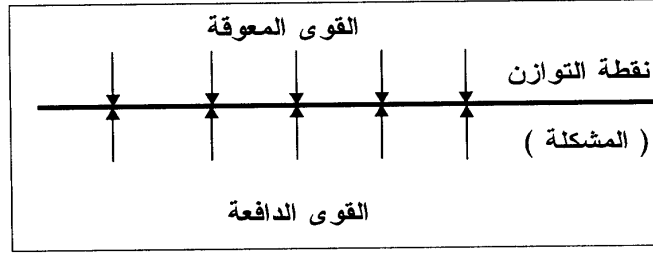 القوى المعوقة
نقطة التوازن
( المشكلة )
القوى الدافعة